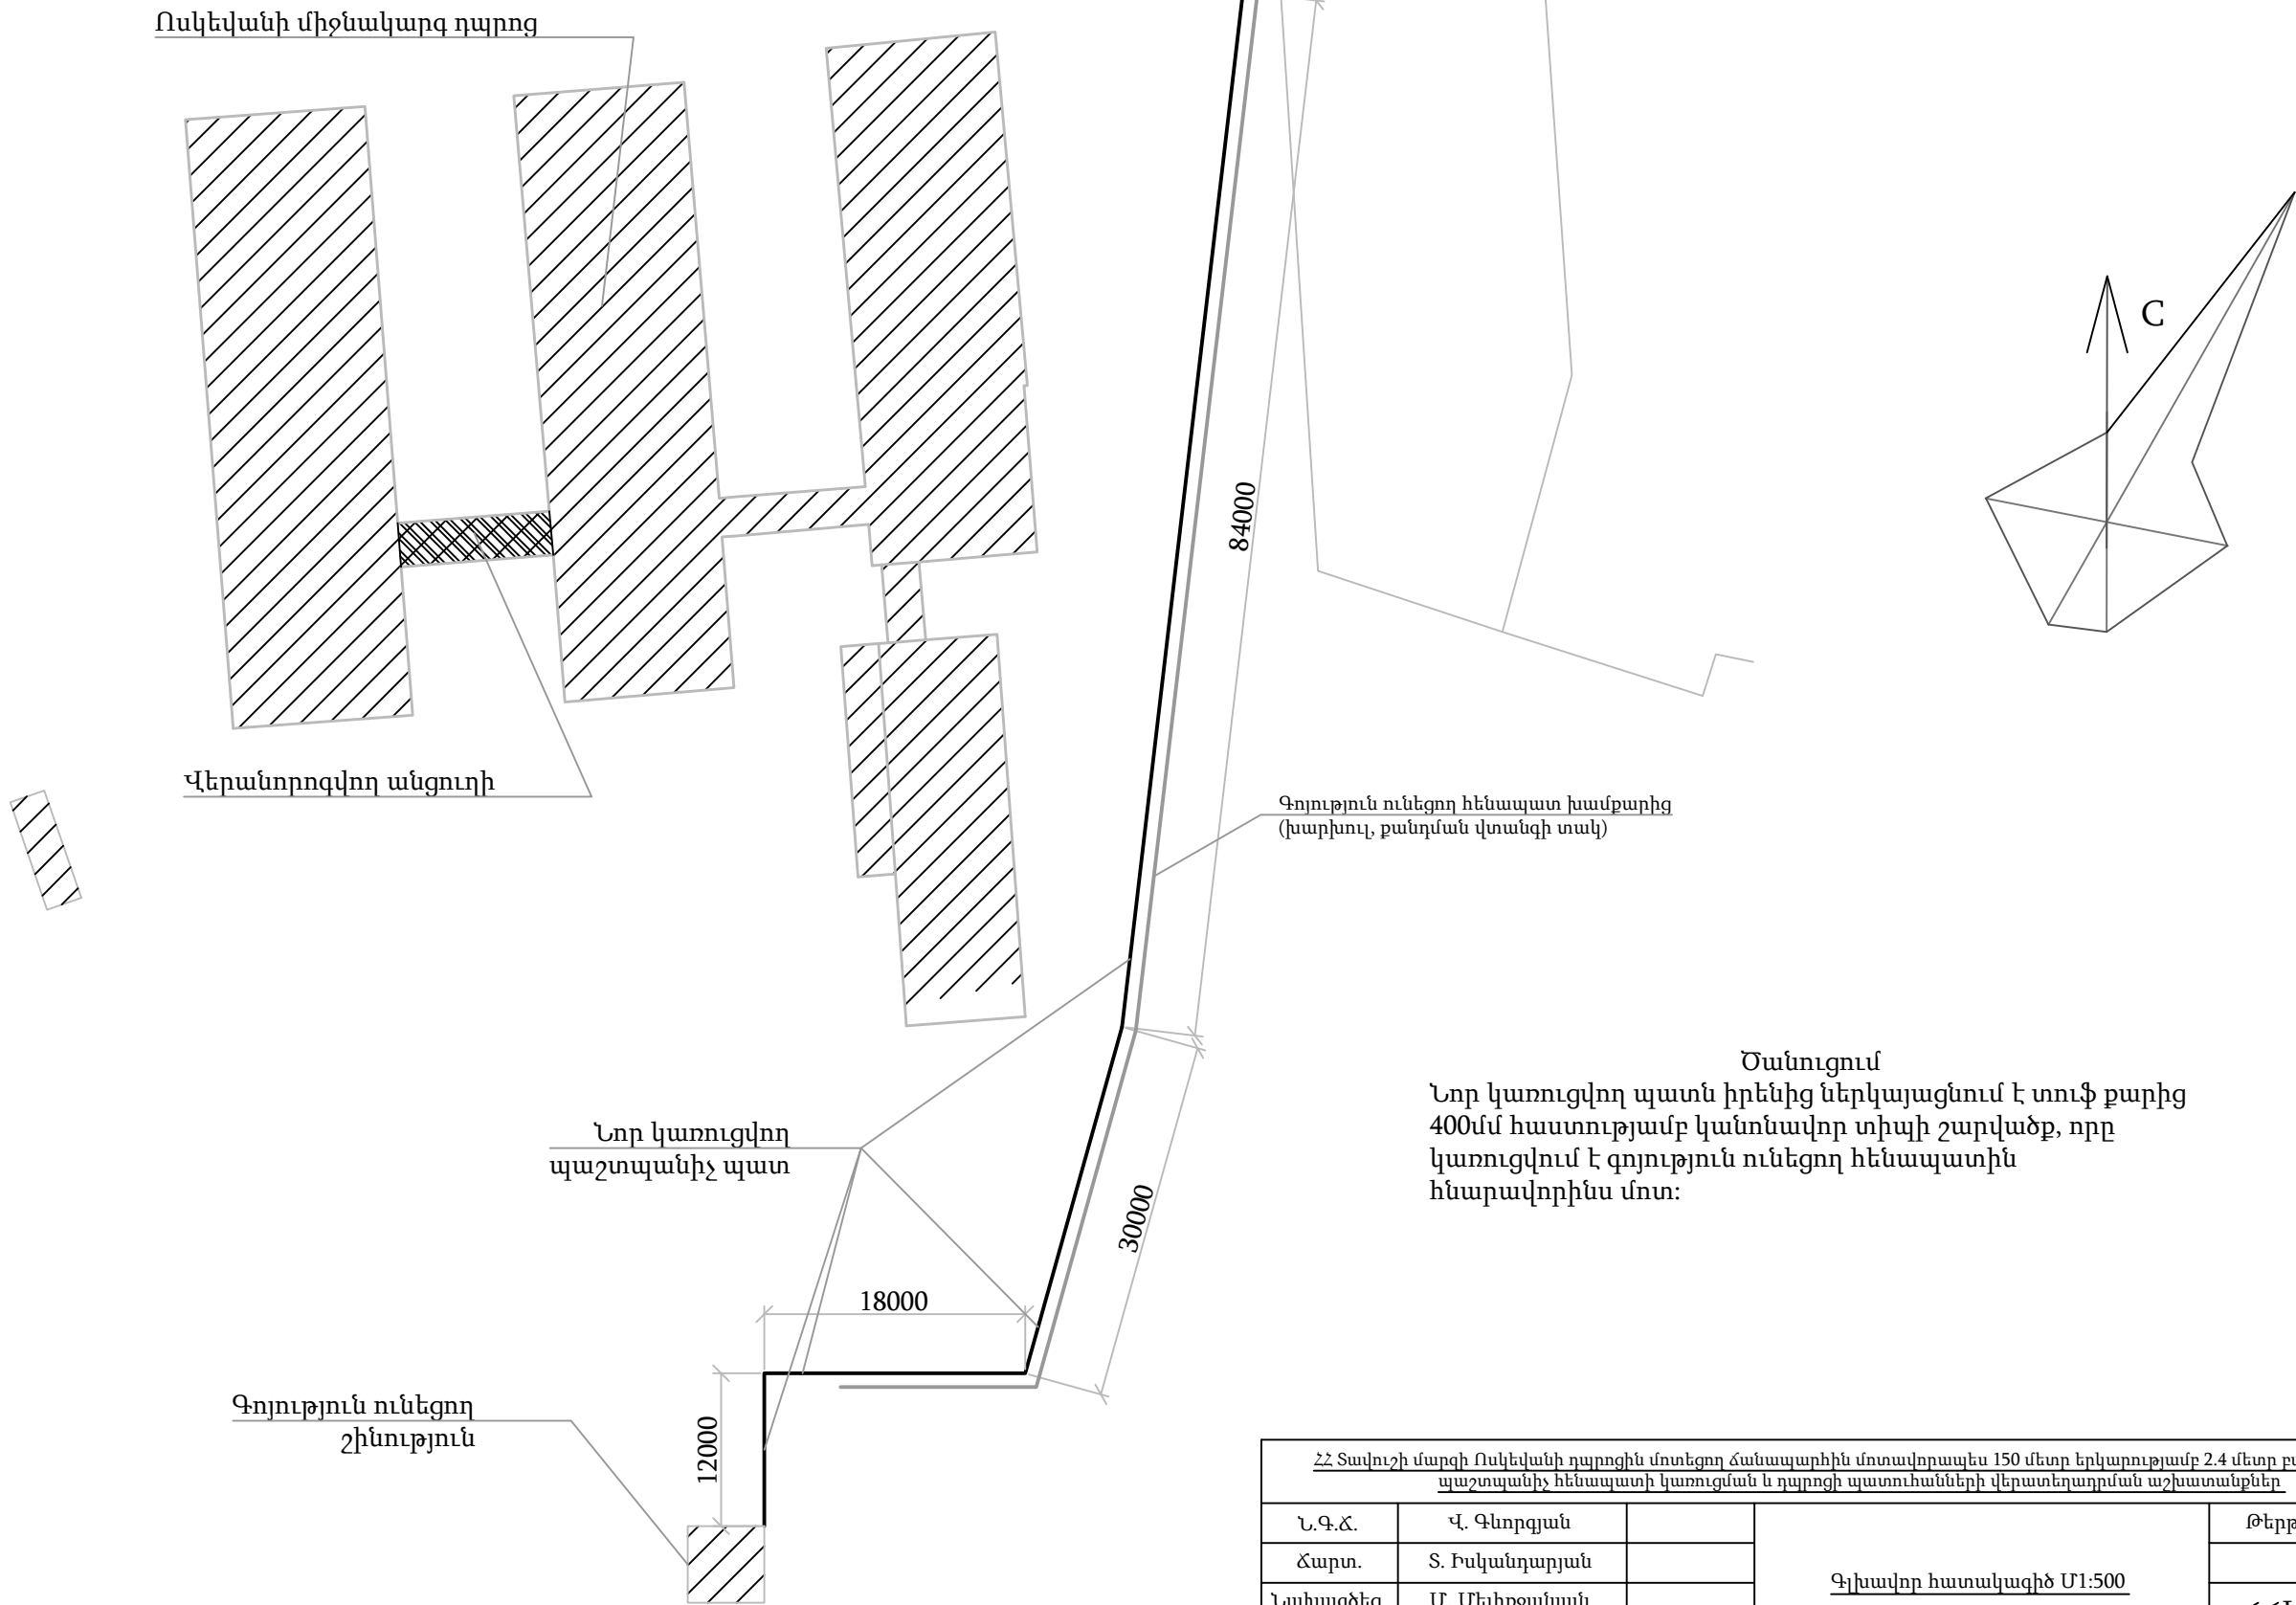 Ոսկեվանի միջնակարգ դպրոց
C
84000
Վերանորոգվող անցուղի
Գոյություն ունեցող հենապատ խամքարից
(խարխուլ, քանդման վտանգի տակ)
Ծանուցում
Նոր կառուցվող պատն իրենից ներկայացնում է տուֆ քարից
400մմ հաստությամբ կանոնավոր տիպի շարվածք, որը
կառուցվում է գոյություն ունեցող հենապատին
հնարավորինս մոտ:
Նոր կառուցվող
պաշտպանիչ պատ
30000
18000
12000
Գոյություն ունեցող
շինություն
ՀՀ Տավուշի մարզի Ոսկեվանի դպրոցին մոտեցող ճանապարհին մոտավորապես 150 մետր երկարությամբ 2.4 մետր
պաշտպանիչ հենապատի կառուցման և դպրոցի պատուհանների վերատեղադրման աշխատանքներ
Ն.Գ.Ճ. Վ. Գևորգյան
Ճարտ. Տ. Իսկանդարյան
Գլխավոր հատակագիծ Մ1:500